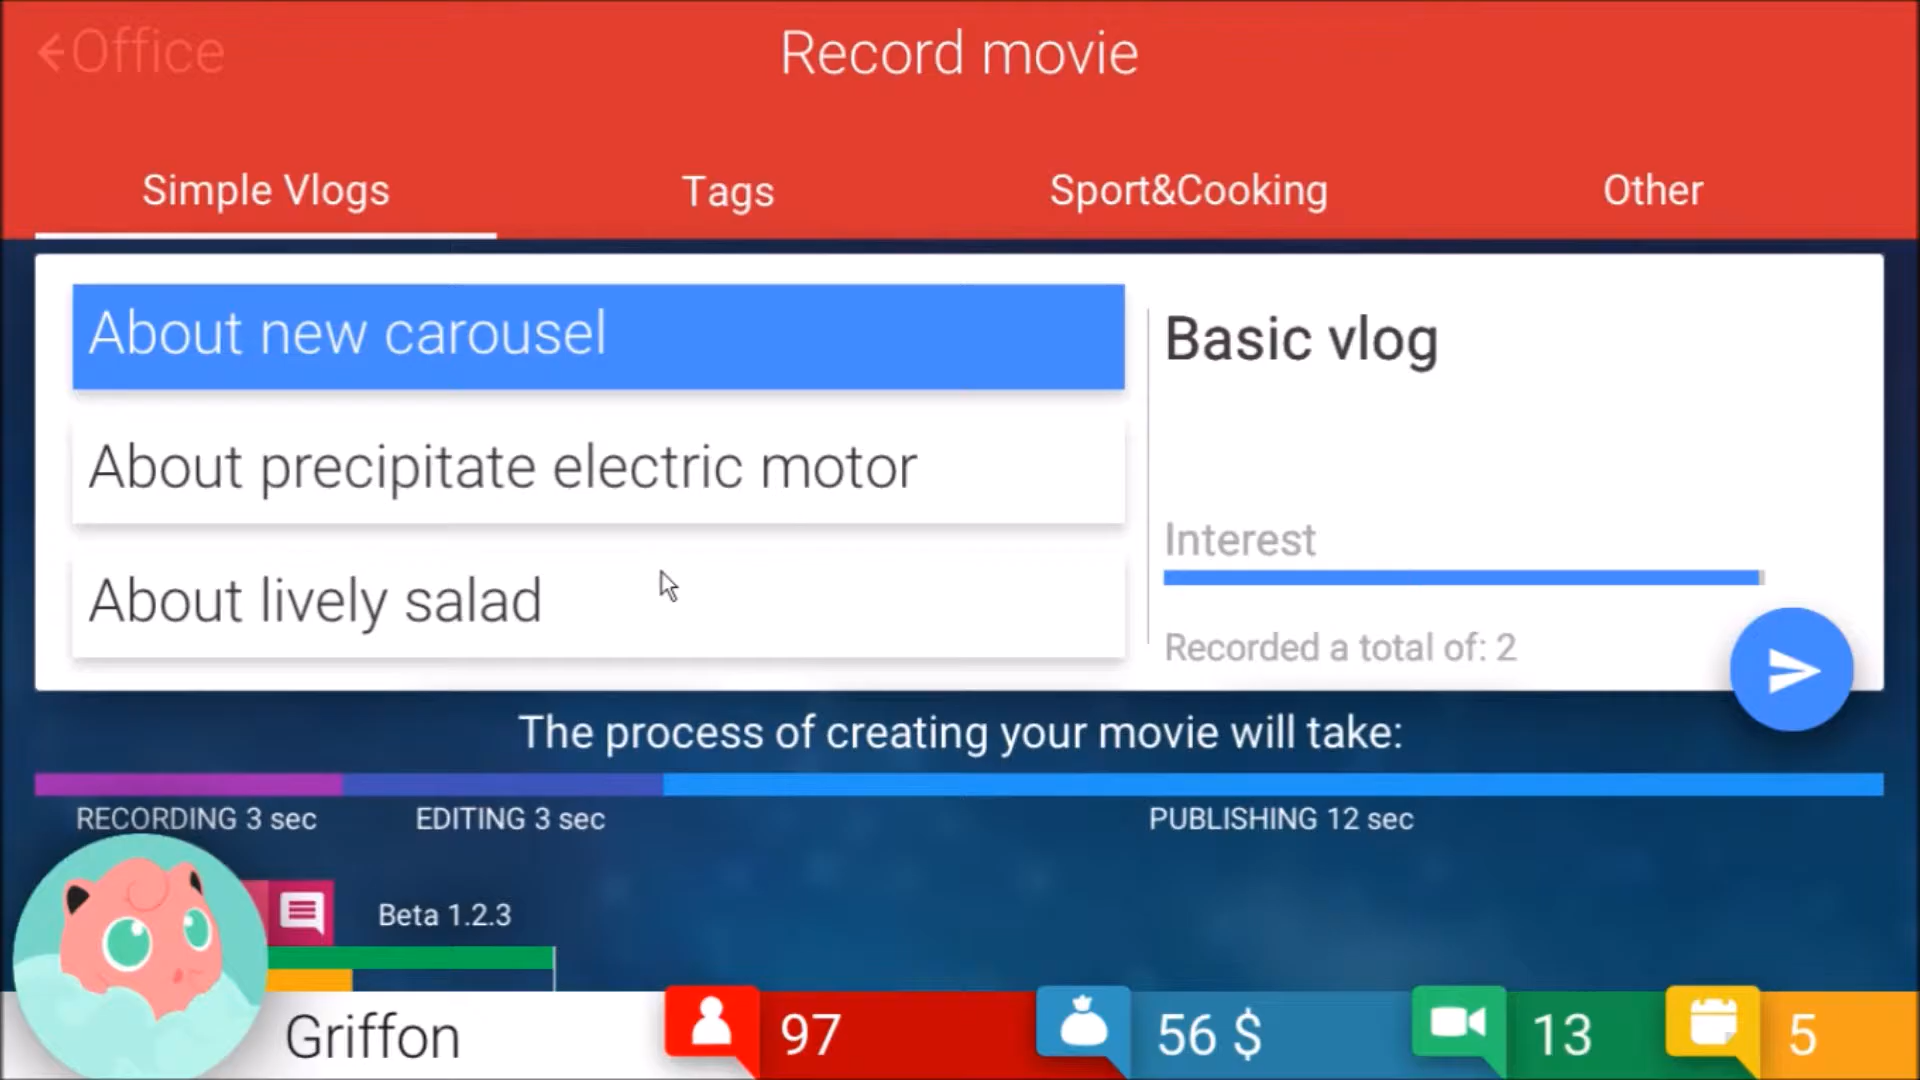 Office
Record movie
Simple Vlogs
Tags
Sport&Cooking
Other
About new carousel
About precipitate electric motor
About lively salad
Basic vlog
Interest
Recorded a total of: 2
The process of creating your movie will take:
RECORDING 3 sec
EDITING 3 sec
PUBLISHING 12 sec
Beta 1.2.3
Griffon
97
56 $
13
5